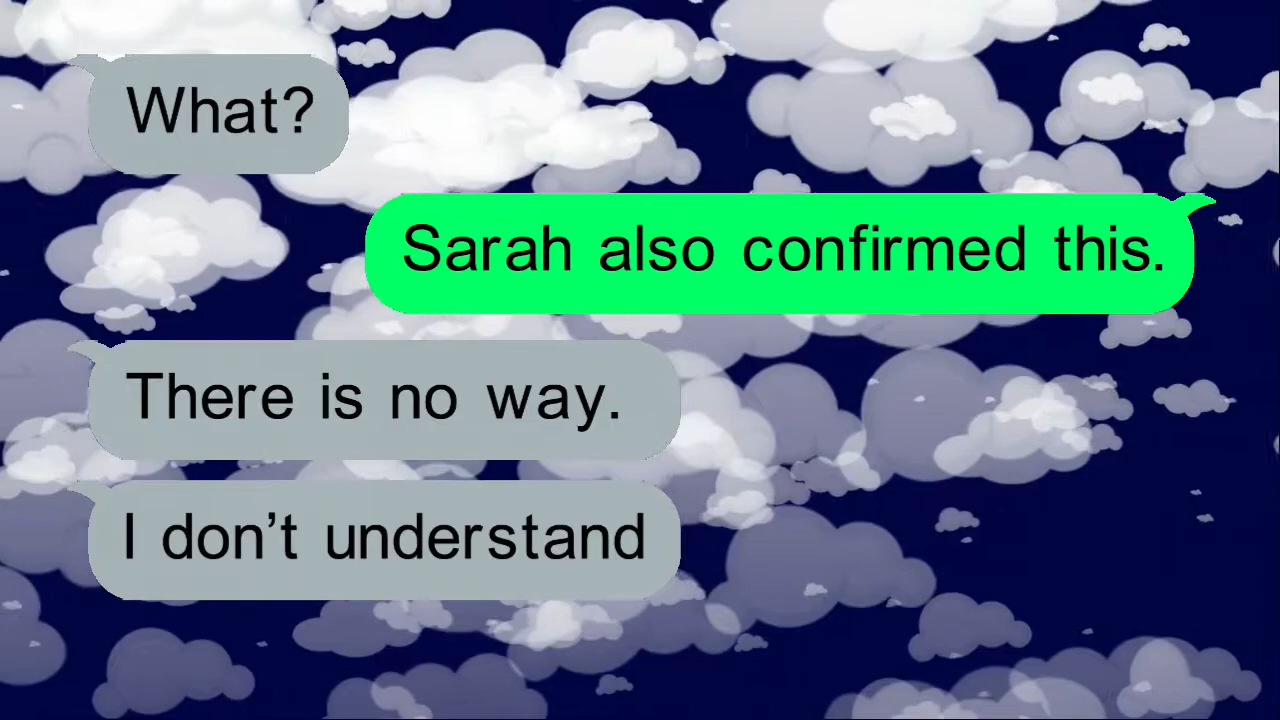 What?
Sarah also confirmed this.
There is no way.
I don’t understand